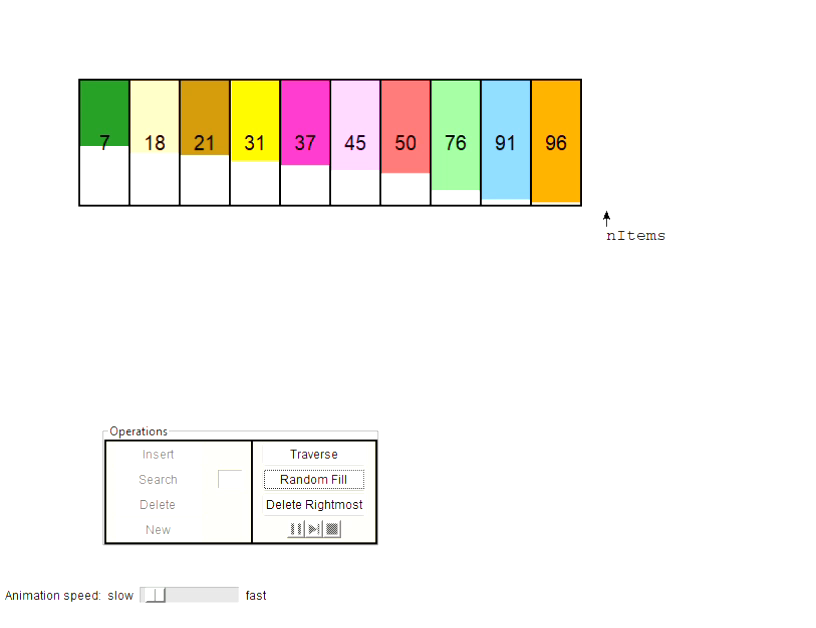 7 18 21 31 37 45 50 76 91 96
nItems
Operations
Insert
Traverse
Search
Random Fill
Delete
Delete Rightmost
New
Animation speed: slow fast